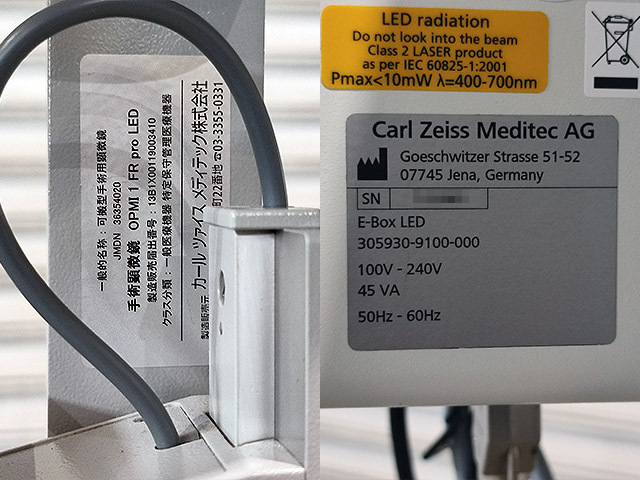 一般的名称：可搬型手術用顕微鏡
JMDN 36354020
手術顕微鏡 OPMI 1 FR pro LED
製造販売届出番号：13B1X00119003410
クラス分類：一般医療機器 特定保守管理医療機器
製造販売元 カール ツァイス メディテック株式会社
町22番地 ☎03-3355-0331
LED radiation
Do not look into the beam
Class 2 LASER product
as per IEC 60825-1:2001
Pmax<10mW λ=400-700nm
Carl Zeiss Meditec AG
Goeschwitzer Strasse 51-52
07745 Jena, Germany
SN
E-Box LED
305930-9100-000
100V - 240V
45 VA
50Hz - 60Hz